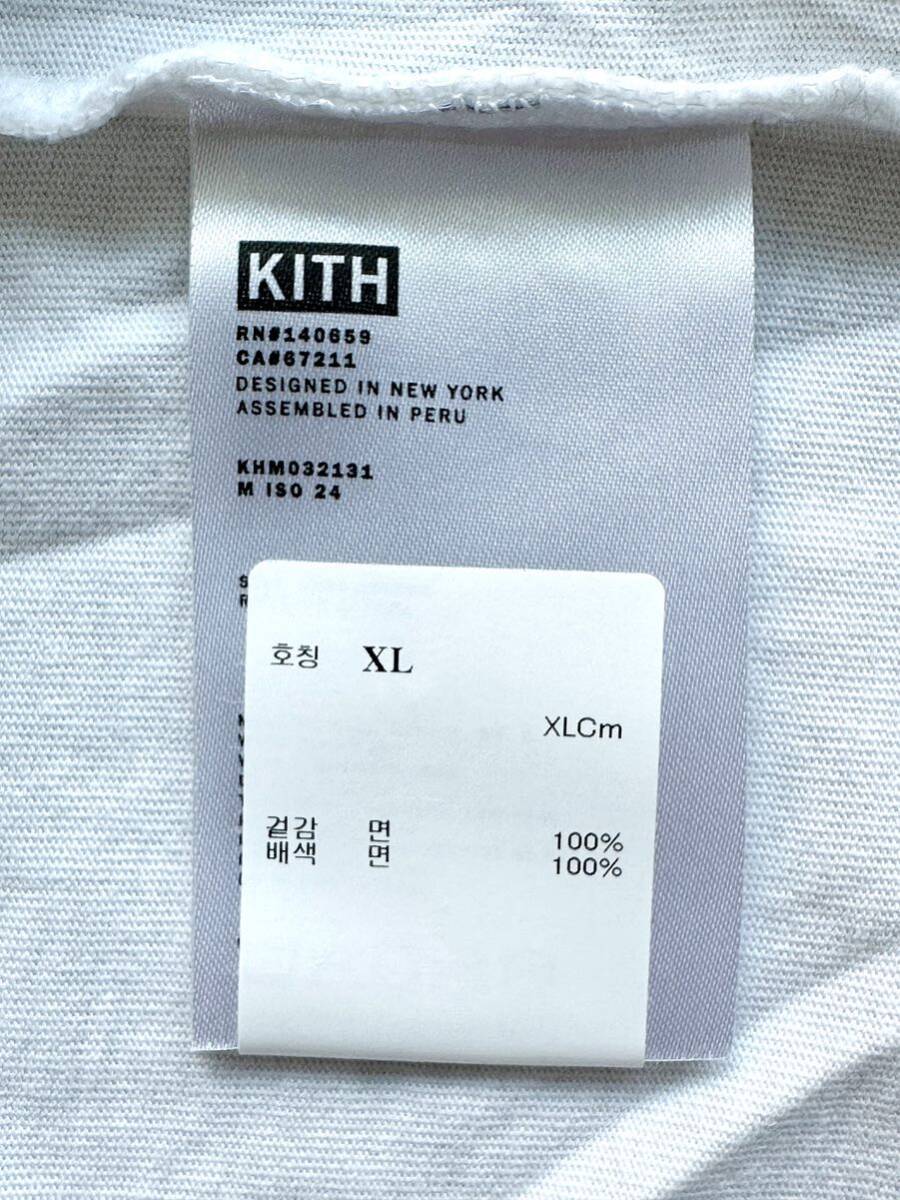 KITH
RN#140659
CA#67211
DESIGNED IN NEW YORK
ASSEMBLED IN PERU
KHM032131
M ISO 24
호칭 XL
XLCm
겉감 면 100%
배색 면 100%